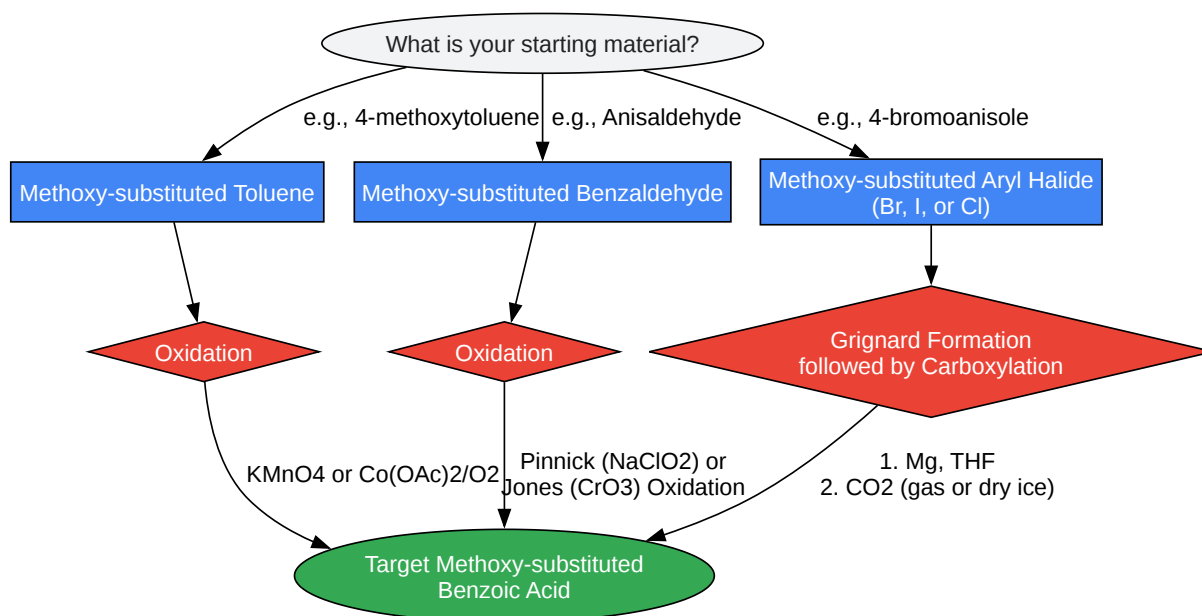 What is your starting material?
e.g., 4-methoxytoluene
e.g., Anisaldehyde
e.g., 4-bromoanisole
Methoxy-substituted Toluene
Methoxy-substituted Benzaldehyde
Methoxy-substituted Aryl Halide
(Br, I, or Cl)
Oxidation
Oxidation
Grignard Formation
followed by Carboxylation
KMnO4 or Co(OAc)2/O2
Pinnick (NaClO2) or
Jones (CrO3) Oxidation
1. Mg, THF
2. CO2 (gas or dry ice)
Target Methoxy-substituted
Benzoic Acid